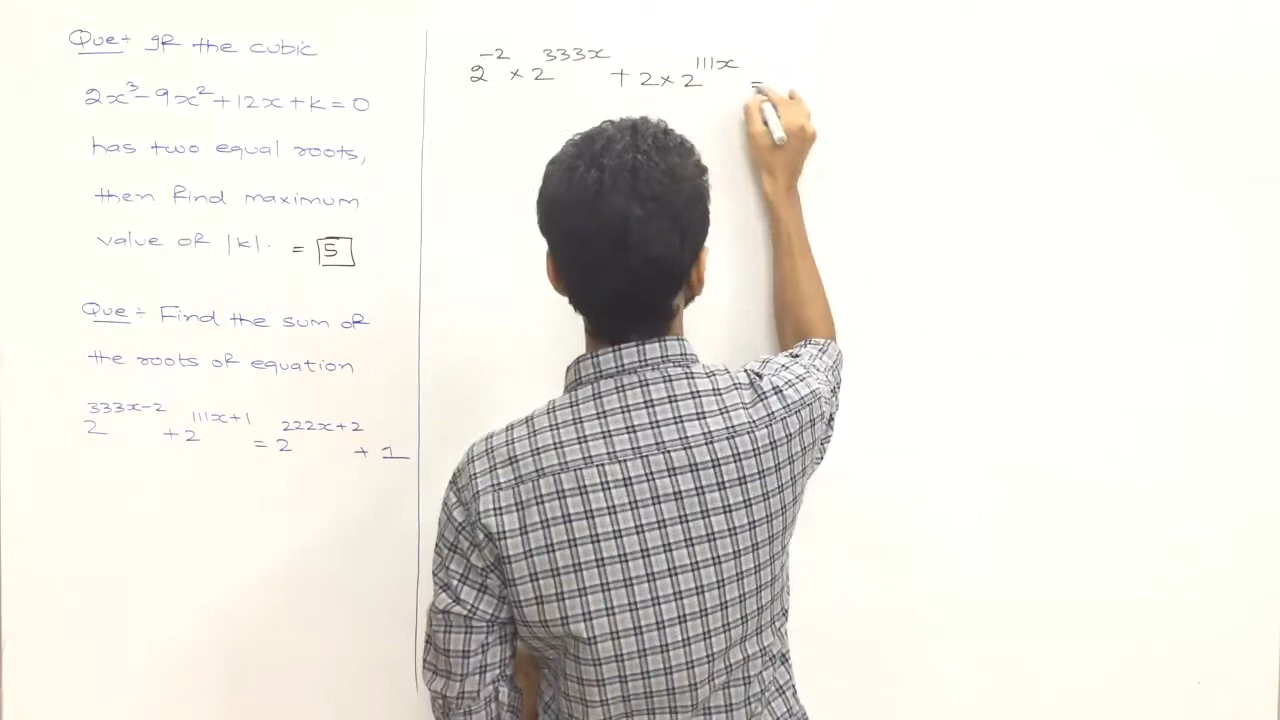 Que÷ If the cubic
2x³-9x²+12x+k=0
has two equal roots,
then find maximum
value of |k|. = 5
Que÷ Find the sum of
the roots of equation
2^{333x-2} + 2^{111x+1} = 2^{222x+2} + 1
2^{-2} × 2^{333x} + 2 × 2^{111x} =